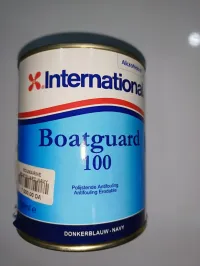 International
Boatguard
100
Polijstende Antifouling
Antifouling Erodable
DONKERBLAUW - NAVY